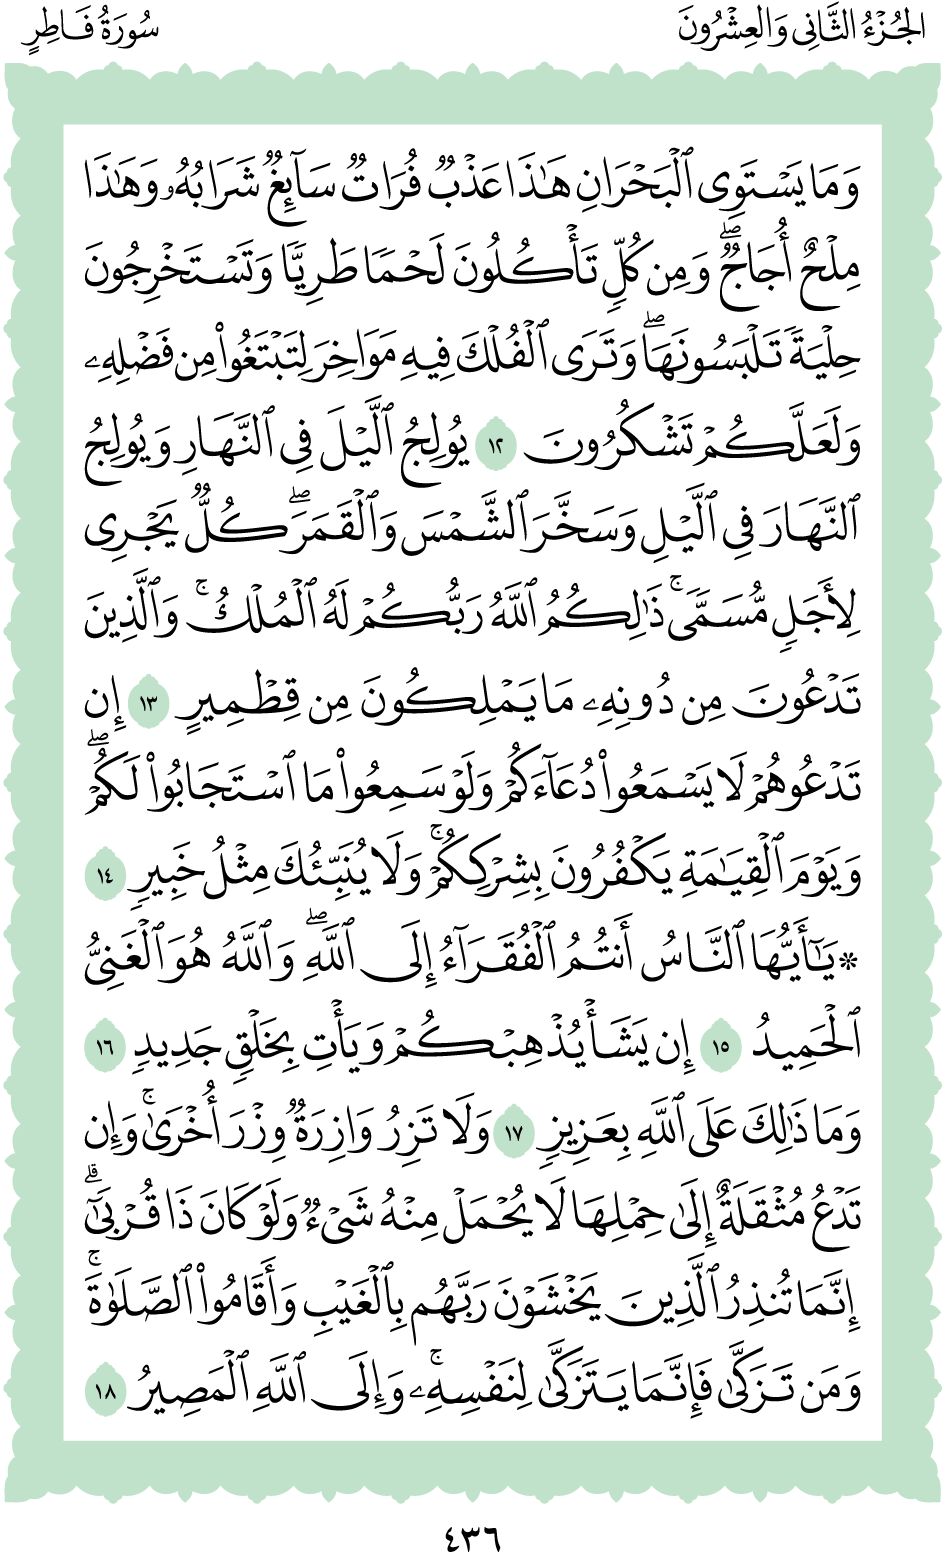 الجُزْءُ الثَّانِي وَالعِشْرُونَ
سُورَةُ فَاطِرٍ
وَمَا يَسْتَوِي ٱلْبَحْرَانِ هَٰذَا عَذْبٌ فُرَاتٌ سَآئِغٌ شَرَابُهُۥ وَهَٰذَا
مِلْحٌ أُجَاجٌ ۖ وَمِن كُلٍّ تَأْكُلُونَ لَحْمًا طَرِيًّا وَتَسْتَخْرِجُونَ
حِلْيَةً تَلْبَسُونَهَا ۖ وَتَرَى ٱلْفُلْكَ فِيهِ مَوَاخِرَ لِتَبْتَغُوا۟ مِن فَضْلِهِۦ
وَلَعَلَّكُمْ تَشْكُرُونَ ١٢ يُولِجُ ٱلَّيْلَ فِي ٱلنَّهَارِ وَيُولِجُ
ٱلنَّهَارَ فِي ٱلَّيْلِ وَسَخَّرَ ٱلشَّمْسَ وَٱلْقَمَرَ ۖ كُلٌّ يَجْرِي
لِأَجَلٍ مُّسَمًّى ۚ ذَٰلِكُمُ ٱللَّهُ رَبُّكُمْ لَهُ ٱلْمُلْكُ ۚ وَٱلَّذِينَ
تَدْعُونَ مِن دُونِهِۦ مَا يَمْلِكُونَ مِن قِطْمِيرٍ ١٣ إِن
تَدْعُوهُمْ لَا يَسْمَعُوا۟ دُعَآءَكُمْ وَلَوْ سَمِعُوا۟ مَا ٱسْتَجَابُوا۟ لَكُمْ ۖ
وَيَوْمَ ٱلْقِيَٰمَةِ يَكْفُرُونَ بِشِرْكِكُمْ ۚ وَلَا يُنَبِّئُكَ مِثْلُ خَبِيرٍ ١٤
۞ يَٰٓأَيُّهَا ٱلنَّاسُ أَنتُمُ ٱلْفُقَرَآءُ إِلَى ٱللَّهِ ۖ وَٱللَّهُ هُوَ ٱلْغَنِيُّ
ٱلْحَمِيدُ ١٥ إِن يَشَأْ يُذْهِبْكُمْ وَيَأْتِ بِخَلْقٍ جَدِيدٍ ١٦
وَمَا ذَٰلِكَ عَلَى ٱللَّهِ بِعَزِيزٍ ١٧ وَلَا تَزِرُ وَازِرَةٌ وِزْرَ أُخْرَىٰ ۚ وَإِن
تَدْعُ مُثْقَلَةٌ إِلَىٰ حِمْلِهَا لَا يُحْمَلْ مِنْهُ شَيْءٌ وَلَوْ كَانَ ذَا قُرْبَىٰٓ ۗ
إِنَّمَا تُنذِرُ ٱلَّذِينَ يَخْشَوْنَ رَبَّهُم بِٱلْغَيْبِ وَأَقَامُوا۟ ٱلصَّلَوٰةَ ۚ
وَمَن تَزَكَّىٰ فَإِنَّمَا يَتَزَكَّىٰ لِنَفْسِهِۦ ۚ وَإِلَى ٱللَّهِ ٱلْمَصِيرُ ١٨
٤٣٦